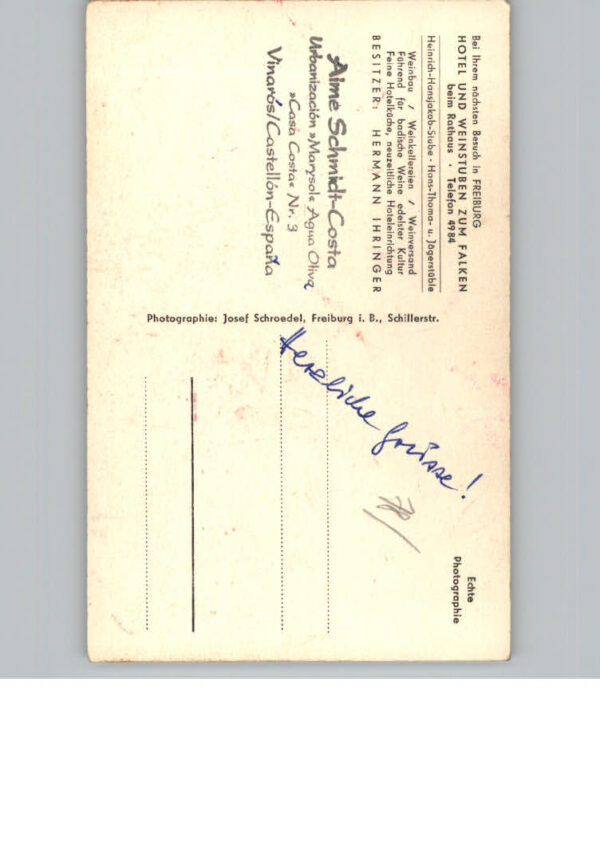 Bei Ihrem nächsten Besuch in FREIBURG
HOTEL UND WEINSTUBEN ZUM FALKEN
beim Rathaus · Telefon 4984
Heinrich-Hansjakob-Stube · Hans-Thoma- u. Jägerstüble
Weinbau / Weinkellereien / Weinversand
Führend für badische Weine edelster Kultur
Feine Hotelküche, neuzeitliche Hoteleinrichtung
BESITZER: HERMANN IHRINGER
Aimé Schmidt-Costa
Urbanización »Marysol« Agua Oliva
»Casa Costa« Nr. 3
Vinarós/Castellón-España
Photographie: Josef Schroedel, Freiburg i. B., Schillerstr.
Herzliche Grüsse!
Echte
Photographie